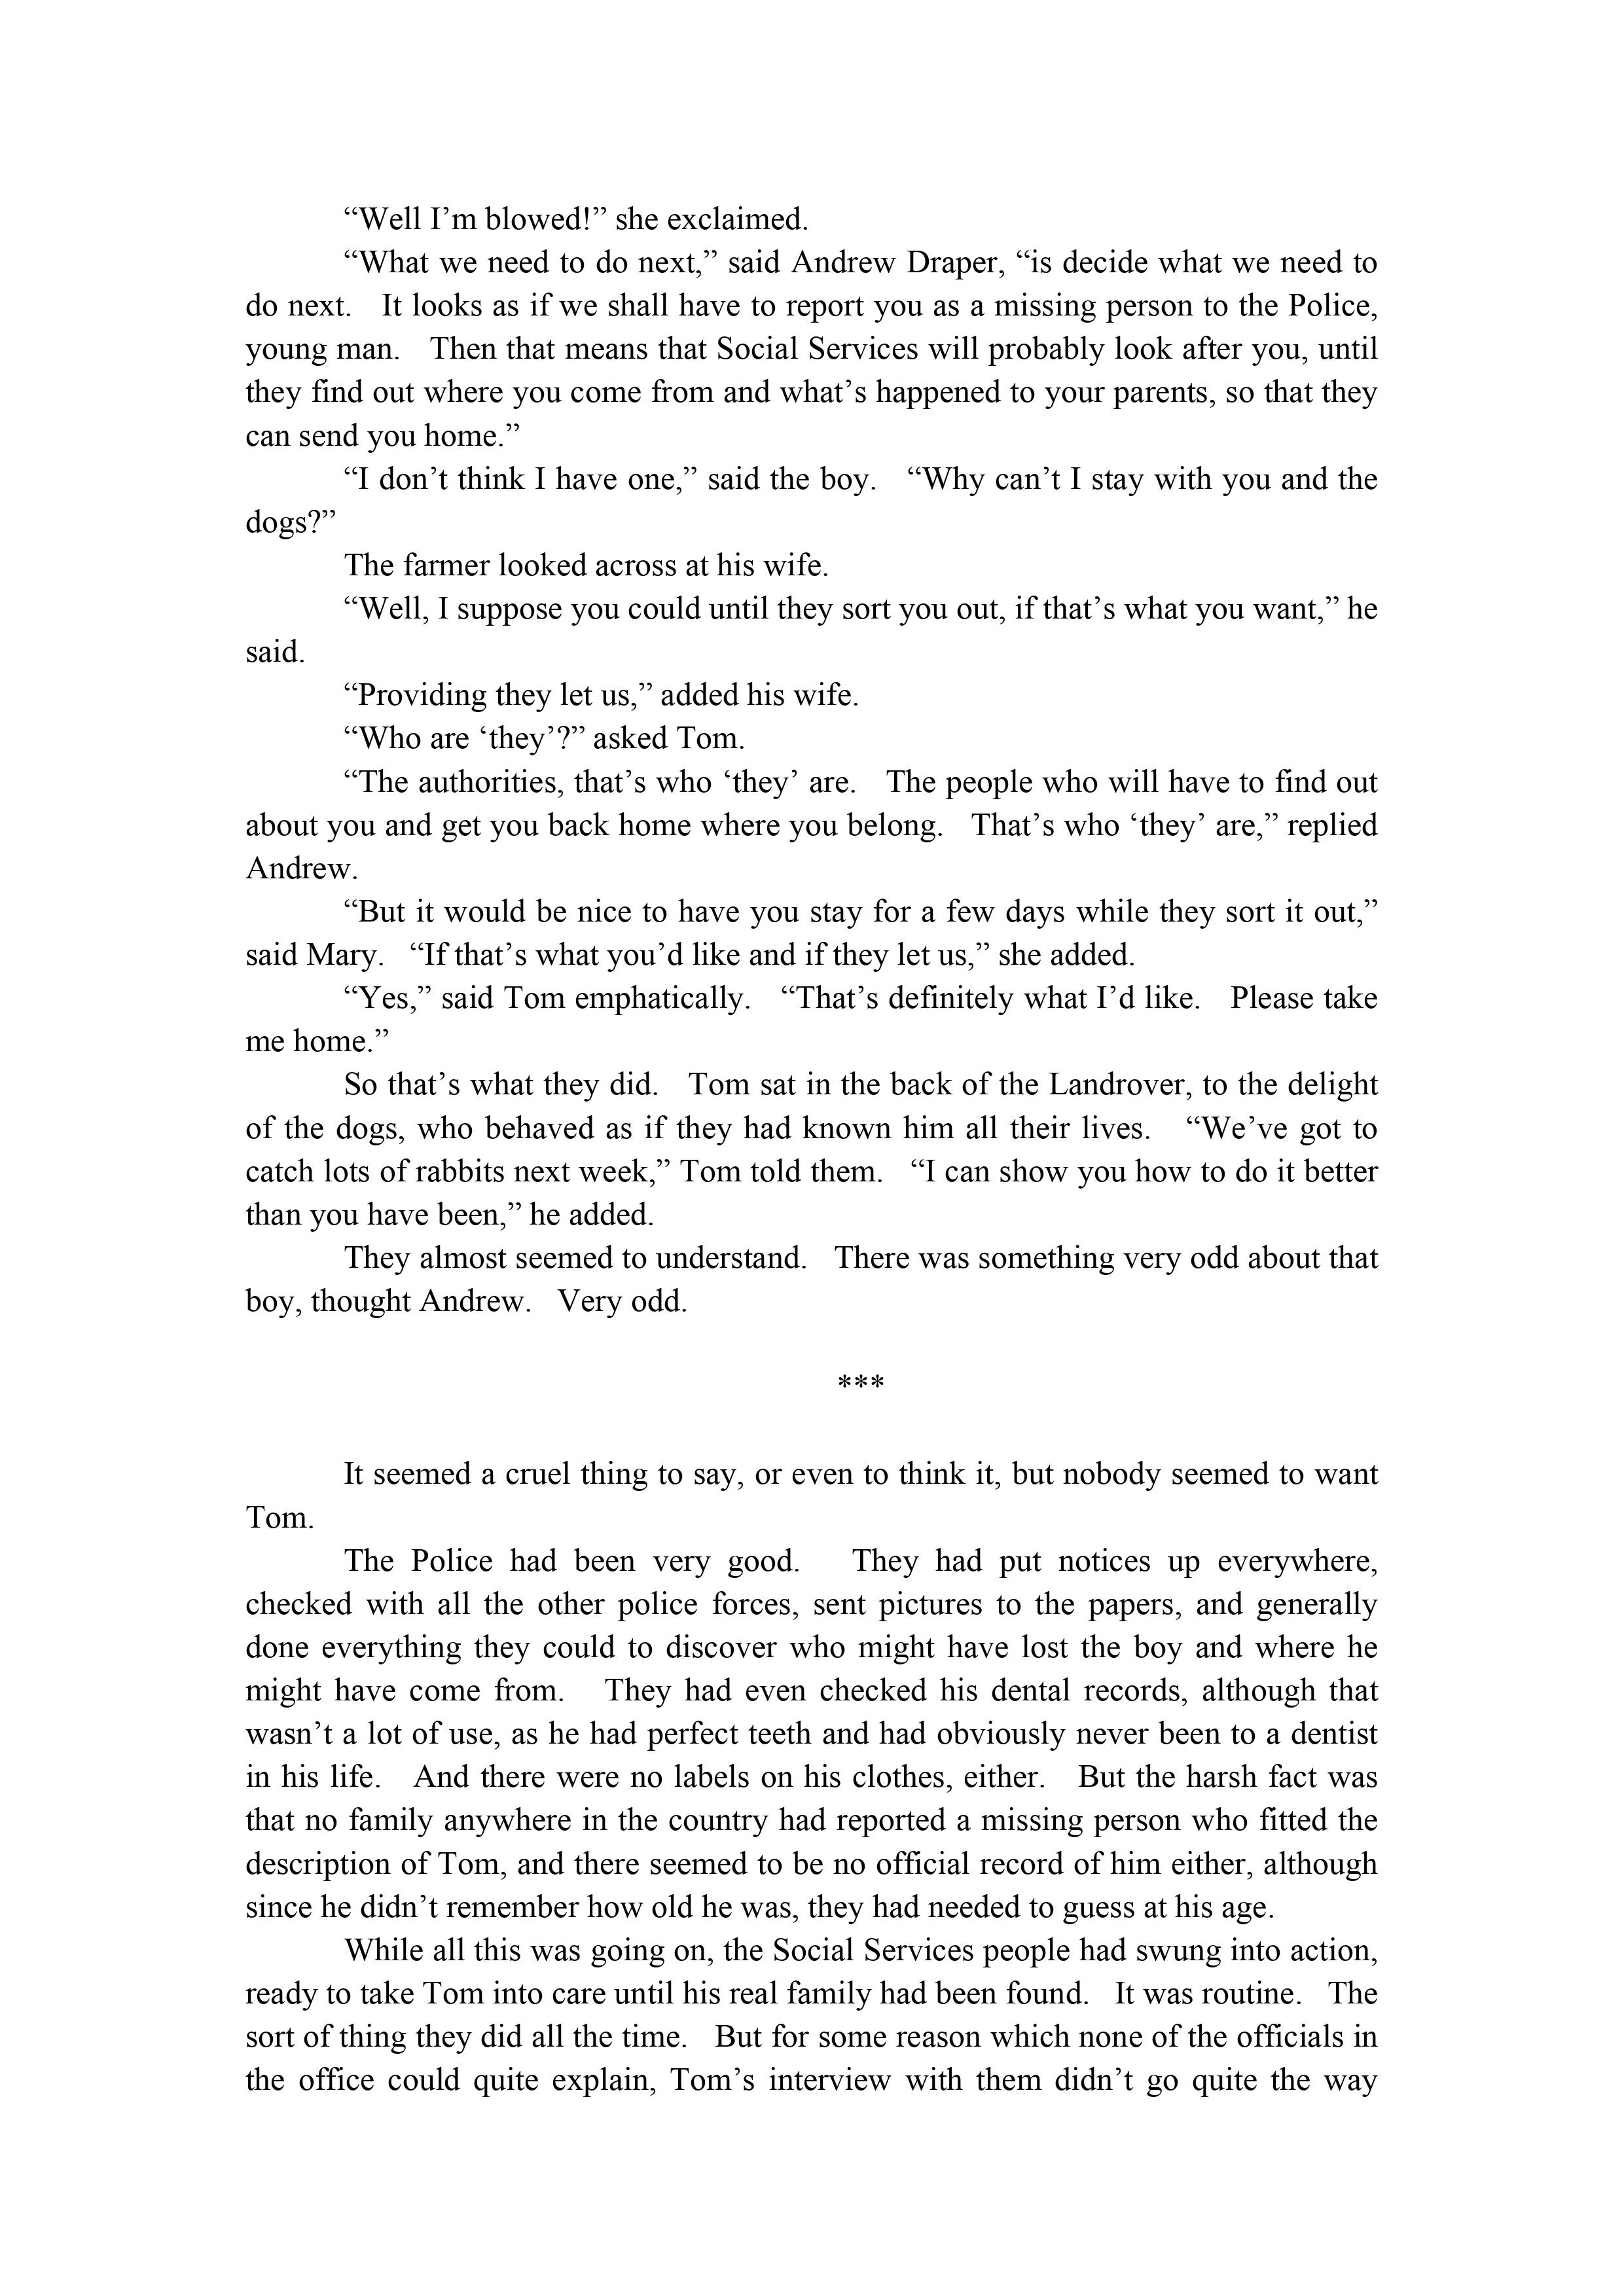 “Well I’m blowed!” she exclaimed.
“What we need to do next,” said Andrew Draper, “is decide what we need to
do next.   It looks as if we shall have to report you as a missing person to the Police,
young man.   Then that means that Social Services will probably look after you, until
they find out where you come from and what’s happened to your parents, so that they
can send you home.”
“I don’t think I have one,” said the boy.   “Why can’t I stay with you and the
dogs?”
The farmer looked across at his wife.
“Well, I suppose you could until they sort you out, if that’s what you want,” he
said.
“Providing they let us,” added his wife.
“Who are ‘they’?” asked Tom.
“The authorities, that’s who ‘they’ are.   The people who will have to find out
about you and get you back home where you belong.   That’s who ‘they’ are,” replied
Andrew.
“But it would be nice to have you stay for a few days while they sort it out,”
said Mary.   “If that’s what you’d like and if they let us,” she added.
“Yes,” said Tom emphatically.   “That’s definitely what I’d like.   Please take
me home.”
So that’s what they did.   Tom sat in the back of the Landrover, to the delight
of the dogs, who behaved as if they had known him all their lives.   “We’ve got to
catch lots of rabbits next week,” Tom told them.   “I can show you how to do it better
than you have been,” he added.
They almost seemed to understand.   There was something very odd about that
boy, thought Andrew.   Very odd.
***
It seemed a cruel thing to say, or even to think it, but nobody seemed to want
Tom.
The Police had been very good.   They had put notices up everywhere,
checked with all the other police forces, sent pictures to the papers, and generally
done everything they could to discover who might have lost the boy and where he
might have come from.   They had even checked his dental records, although that
wasn’t a lot of use, as he had perfect teeth and had obviously never been to a dentist
in his life.   And there were no labels on his clothes, either.   But the harsh fact was
that no family anywhere in the country had reported a missing person who fitted the
description of Tom, and there seemed to be no official record of him either, although
since he didn’t remember how old he was, they had needed to guess at his age.
While all this was going on, the Social Services people had swung into action,
ready to take Tom into care until his real family had been found.   It was routine.   The
sort of thing they did all the time.   But for some reason which none of the officials in
the office could quite explain, Tom’s interview with them didn’t go quite the way